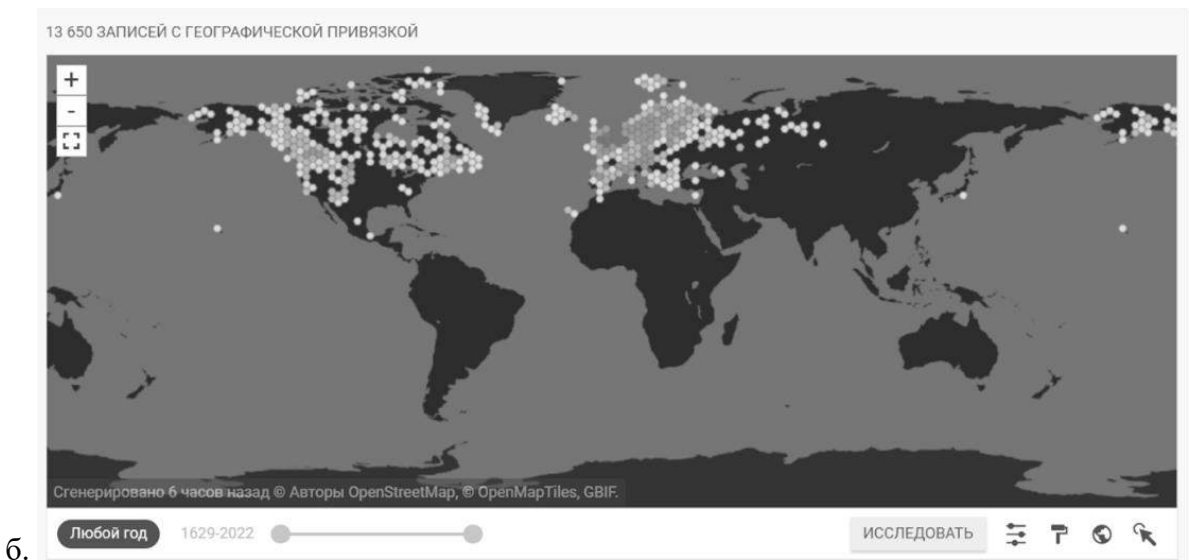 13 650 ЗАПИСЕЙ С ГЕОГРАФИЧЕСКОЙ ПРИВЯЗКОЙ
+
-
Сгенерировано 6 часов назад © Авторы OpenStreetMap, © OpenMapTiles, GBIF.
Любой год 1629-2022 ИССЛЕДОВАТЬ
б.